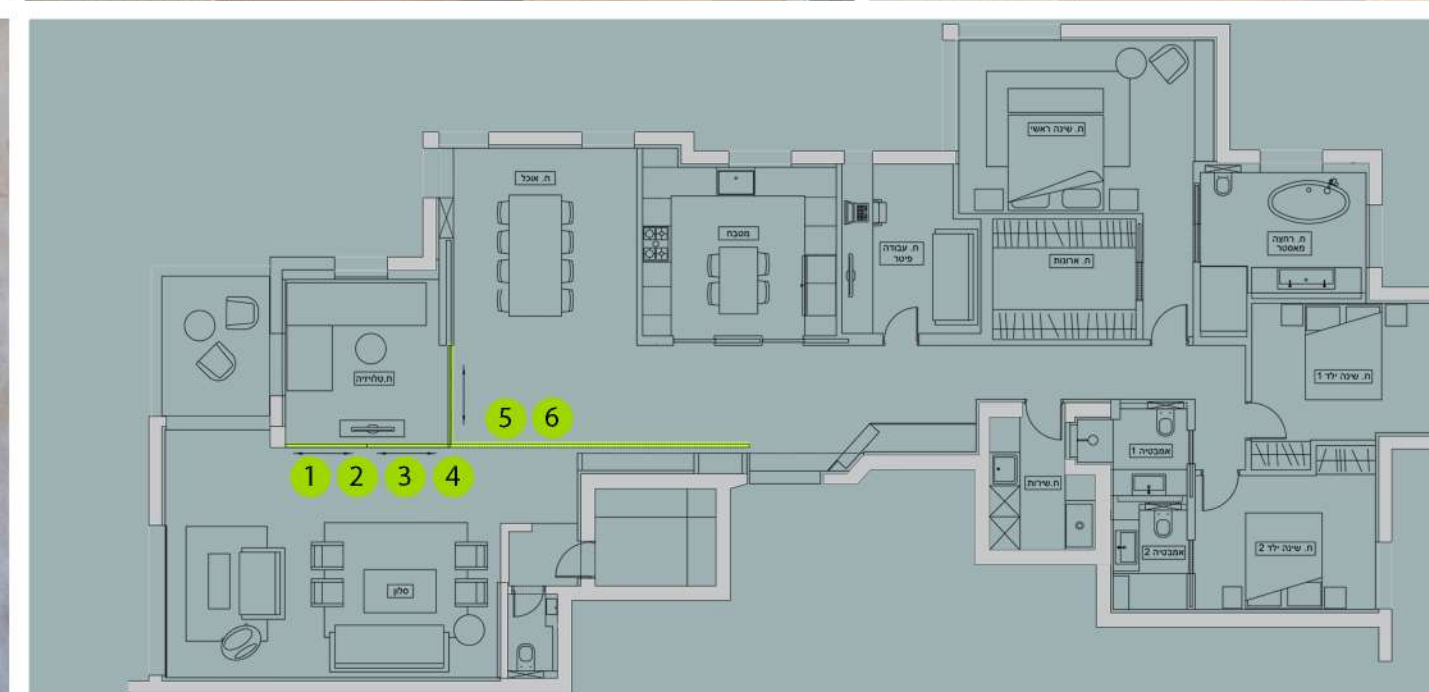 ח. שינה ראשי
ח. אוכל
מטבח
ח. עבודה
פיטר
ח. ארונות
ח. רחצה
מאסטר
ח.טלויזיה
ח. שינה ילד 1
5 6
1 2 3 4
אמבטיה 1
ח.שירות
אמבטיה 2
ח. שינה ילד 2
סלון